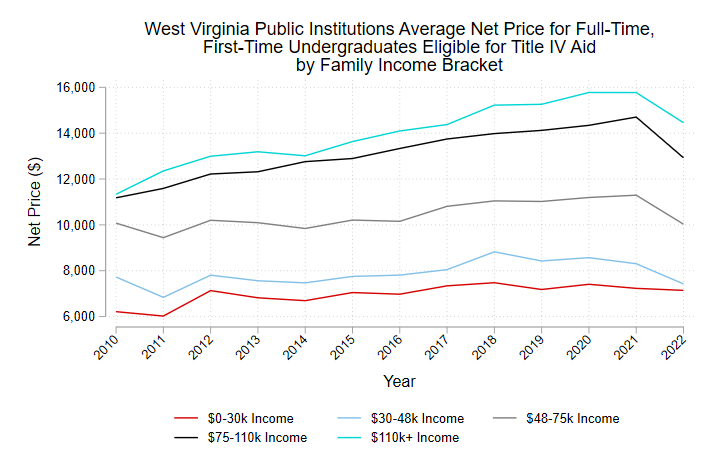 West Virginia Public Institutions Average Net Price for Full-Time,
First-Time Undergraduates Eligible for Title IV Aid
by Family Income Bracket
Net Price ($)
16,000
14,000
12,000
10,000
8,000
6,000
2010 2011 2012 2013 2014 2015 2016 2017 2018 2019 2020 2021 2022
Year
$0-30k Income $30-48k Income $48-75k Income
$75-110k Income $110k+ Income